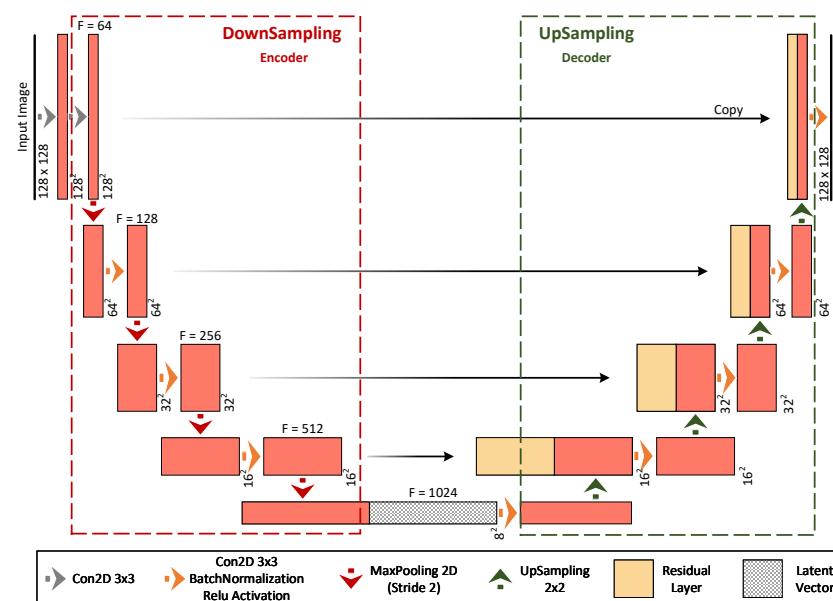 F = 64
DownSampling
Encoder
UpSampling
Decoder
Input Image
128 x 128
128²
128²
Copy
128 x 128
F = 128
64²
64²
64²
64²
F = 256
32²
32²
32²
32²
F = 512
16²
16²
16²
16²
F = 1024
8²
Con2D 3x3
Con2D 3x3
BatchNormalization
Relu Activation
MaxPooling 2D
(Stride 2)
UpSampling
2x2
Residual
Layer
Latent
Vector